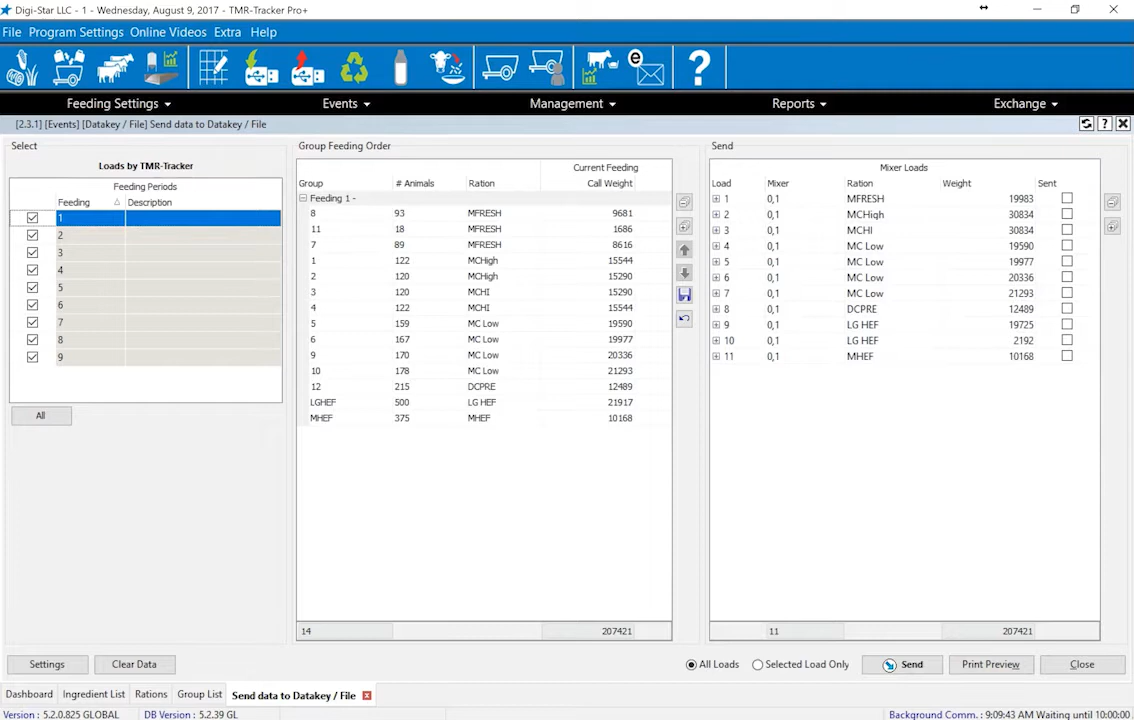 Digi-Star LLC - 1 - Wednesday, August 9, 2017 - TMR-Tracker Pro+
File Program Settings Online Videos Extra Help
e ?
Feeding Settings Events Management Reports Exchange
[2.3.1] [Events] [Datakey / File] Send data to Datakey / File
Select
Loads by TMR-Tracker
Feeding Periods
Feeding Description
1
2
3
4
5
6
7
8
9
All
Group Feeding Order
Current Feeding
Group # Animals Ration Call Weight
Feeding 1 -
8 93 MFRESH 9681
11 18 MFRESH 1686
7 89 MFRESH 8616
1 122 MCHigh 15544
2 120 MCHigh 15290
3 120 MCHI 15290
4 122 MCHI 15544
5 159 MC Low 19590
6 167 MC Low 19977
9 170 MC Low 20336
10 178 MC Low 21293
12 215 DCPRE 12489
LGHEF 500 LG HEF 21917
MHEF 375 MHEF 10168
14 207421
Send
Mixer Loads
Load Mixer Ration Weight Sent
1 0,1 MFRESH 19983
2 0,1 MCHigh 30834
3 0,1 MCHI 30834
4 0,1 MC Low 19590
5 0,1 MC Low 19977
6 0,1 MC Low 20336
7 0,1 MC Low 21293
8 0,1 DCPRE 12489
9 0,1 LG HEF 19725
10 0,1 LG HEF 2192
11 0,1 MHEF 10168
11 207421
Settings Clear Data All Loads Selected Load Only Send Print Preview Close
Dashboard Ingredient List Rations Group List Send data to Datakey / File
Version : 5.2.0.825 GLOBAL DB Version : 5.2.39 GL Background Comm. : 9:09:43 AM Waiting until 10:00:00